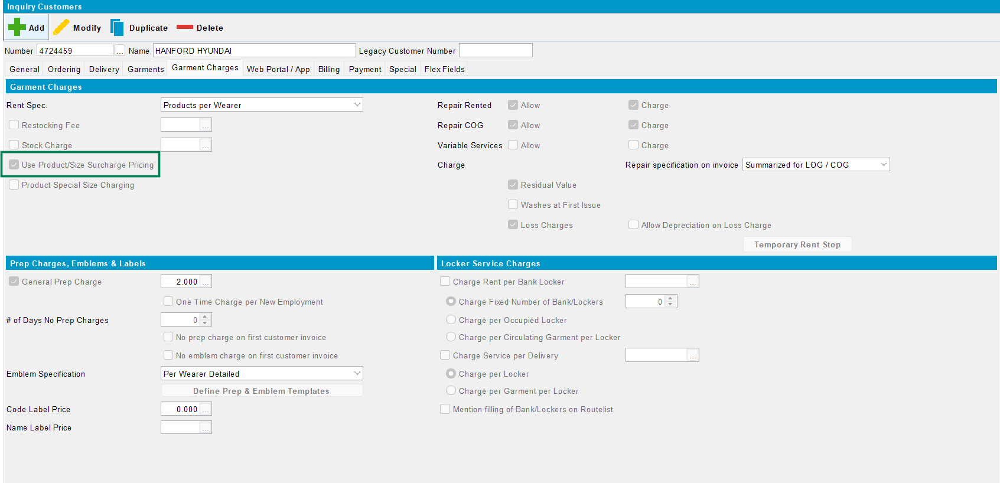 Inquiry Customers
Add Modify Duplicate Delete
Number 4724459 ... Name HANFORD HYUNDAI Legacy Customer Number
General Ordering Delivery Garments Garment Charges Web Portal / App Billing Payment Special Flex Fields
Garment Charges
Rent Spec. Products per Wearer Repair Rented Allow Charge
Restocking Fee ... Repair COG Allow Charge
Stock Charge ... Variable Services Allow Charge
Use Product/Size Surcharge Pricing Charge Repair specification on invoice Summarized for LOG / COG
Product Special Size Charging Residual Value
Washes at First Issue
Loss Charges Allow Depreciation on Loss Charge
Temporary Rent Stop
Prep Charges, Emblems & Labels Locker Service Charges
General Prep Charge 2.000 ... Charge Rent per Bank Locker ...
One Time Charge per New Employment Charge Fixed Number of Bank/Lockers 0
# of Days No Prep Charges 0 Charge per Occupied Locker
No prep charge on first customer invoice Charge per Circulating Garment per Locker
No emblem charge on first customer invoice Charge Service per Delivery ...
Emblem Specification Per Wearer Detailed Charge per Locker
Define Prep & Emblem Templates Charge per Garment per Locker
Code Label Price 0.000 ... Mention filling of Bank/Lockers on Routelist
Name Label Price ...